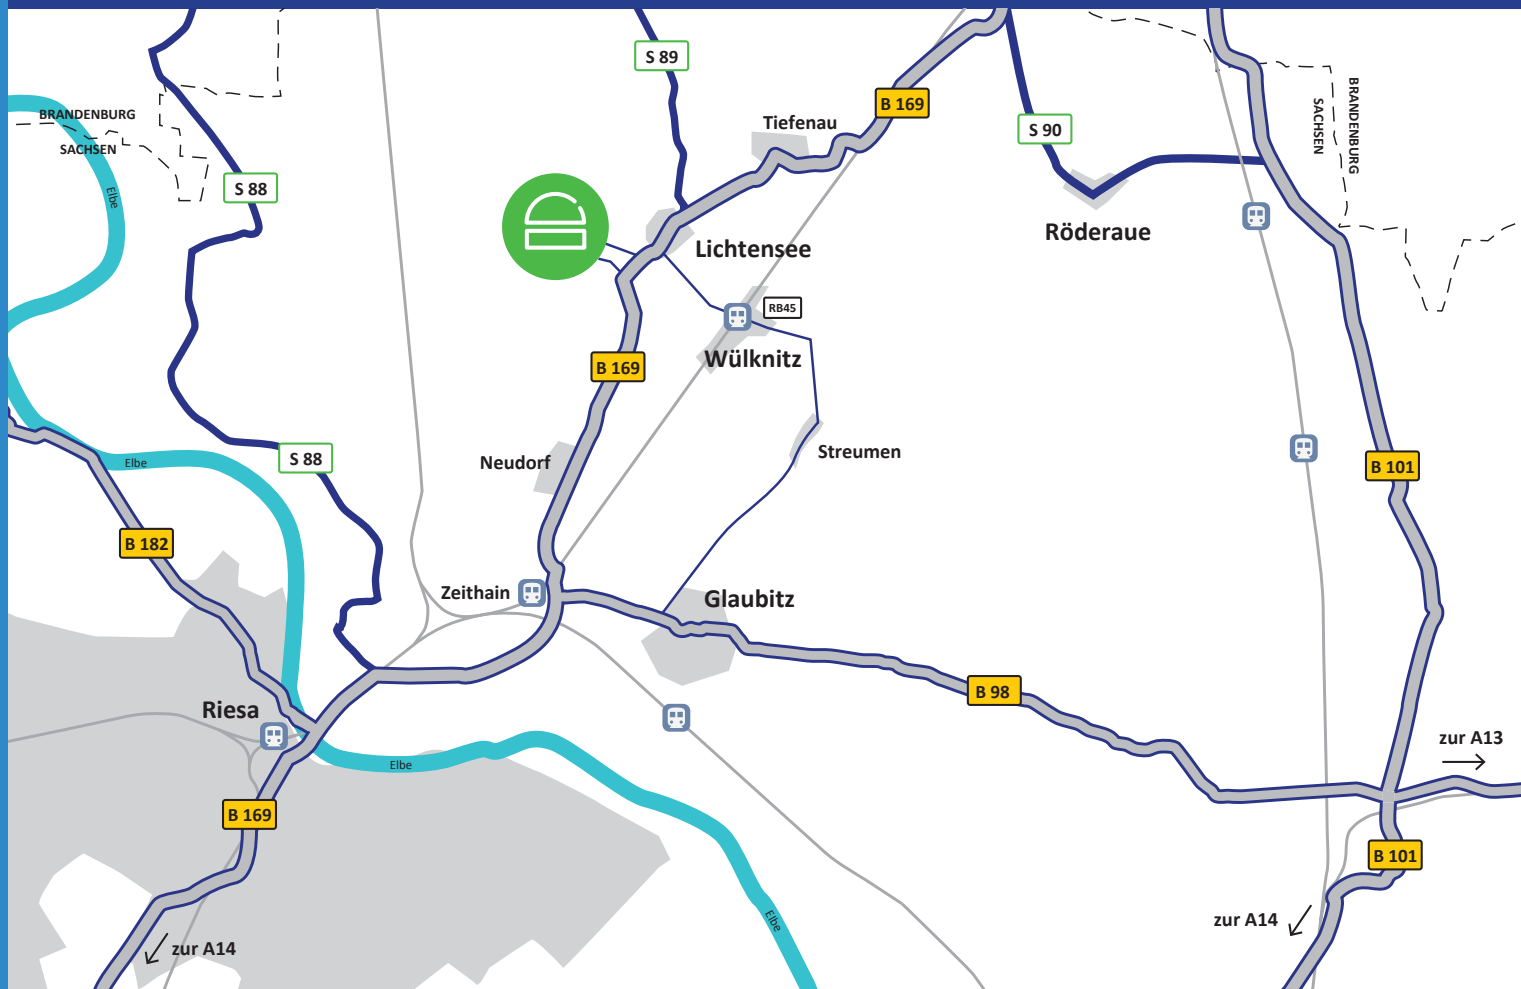 S 89
B 169
Tiefenau
BRANDENBURG
SACHSEN
BRANDENBURG
SACHSEN
S 90
S 88
Elbe
Röderaue
Lichtensee
RB45
Wülknitz
B 169
Streumen
Neudorf
S 88
Elbe
B 101
B 182
Zeithain
Glaubitz
B 98
Riesa
zur A13
Elbe
B 169
B 101
zur A14
Elbe
zur A14